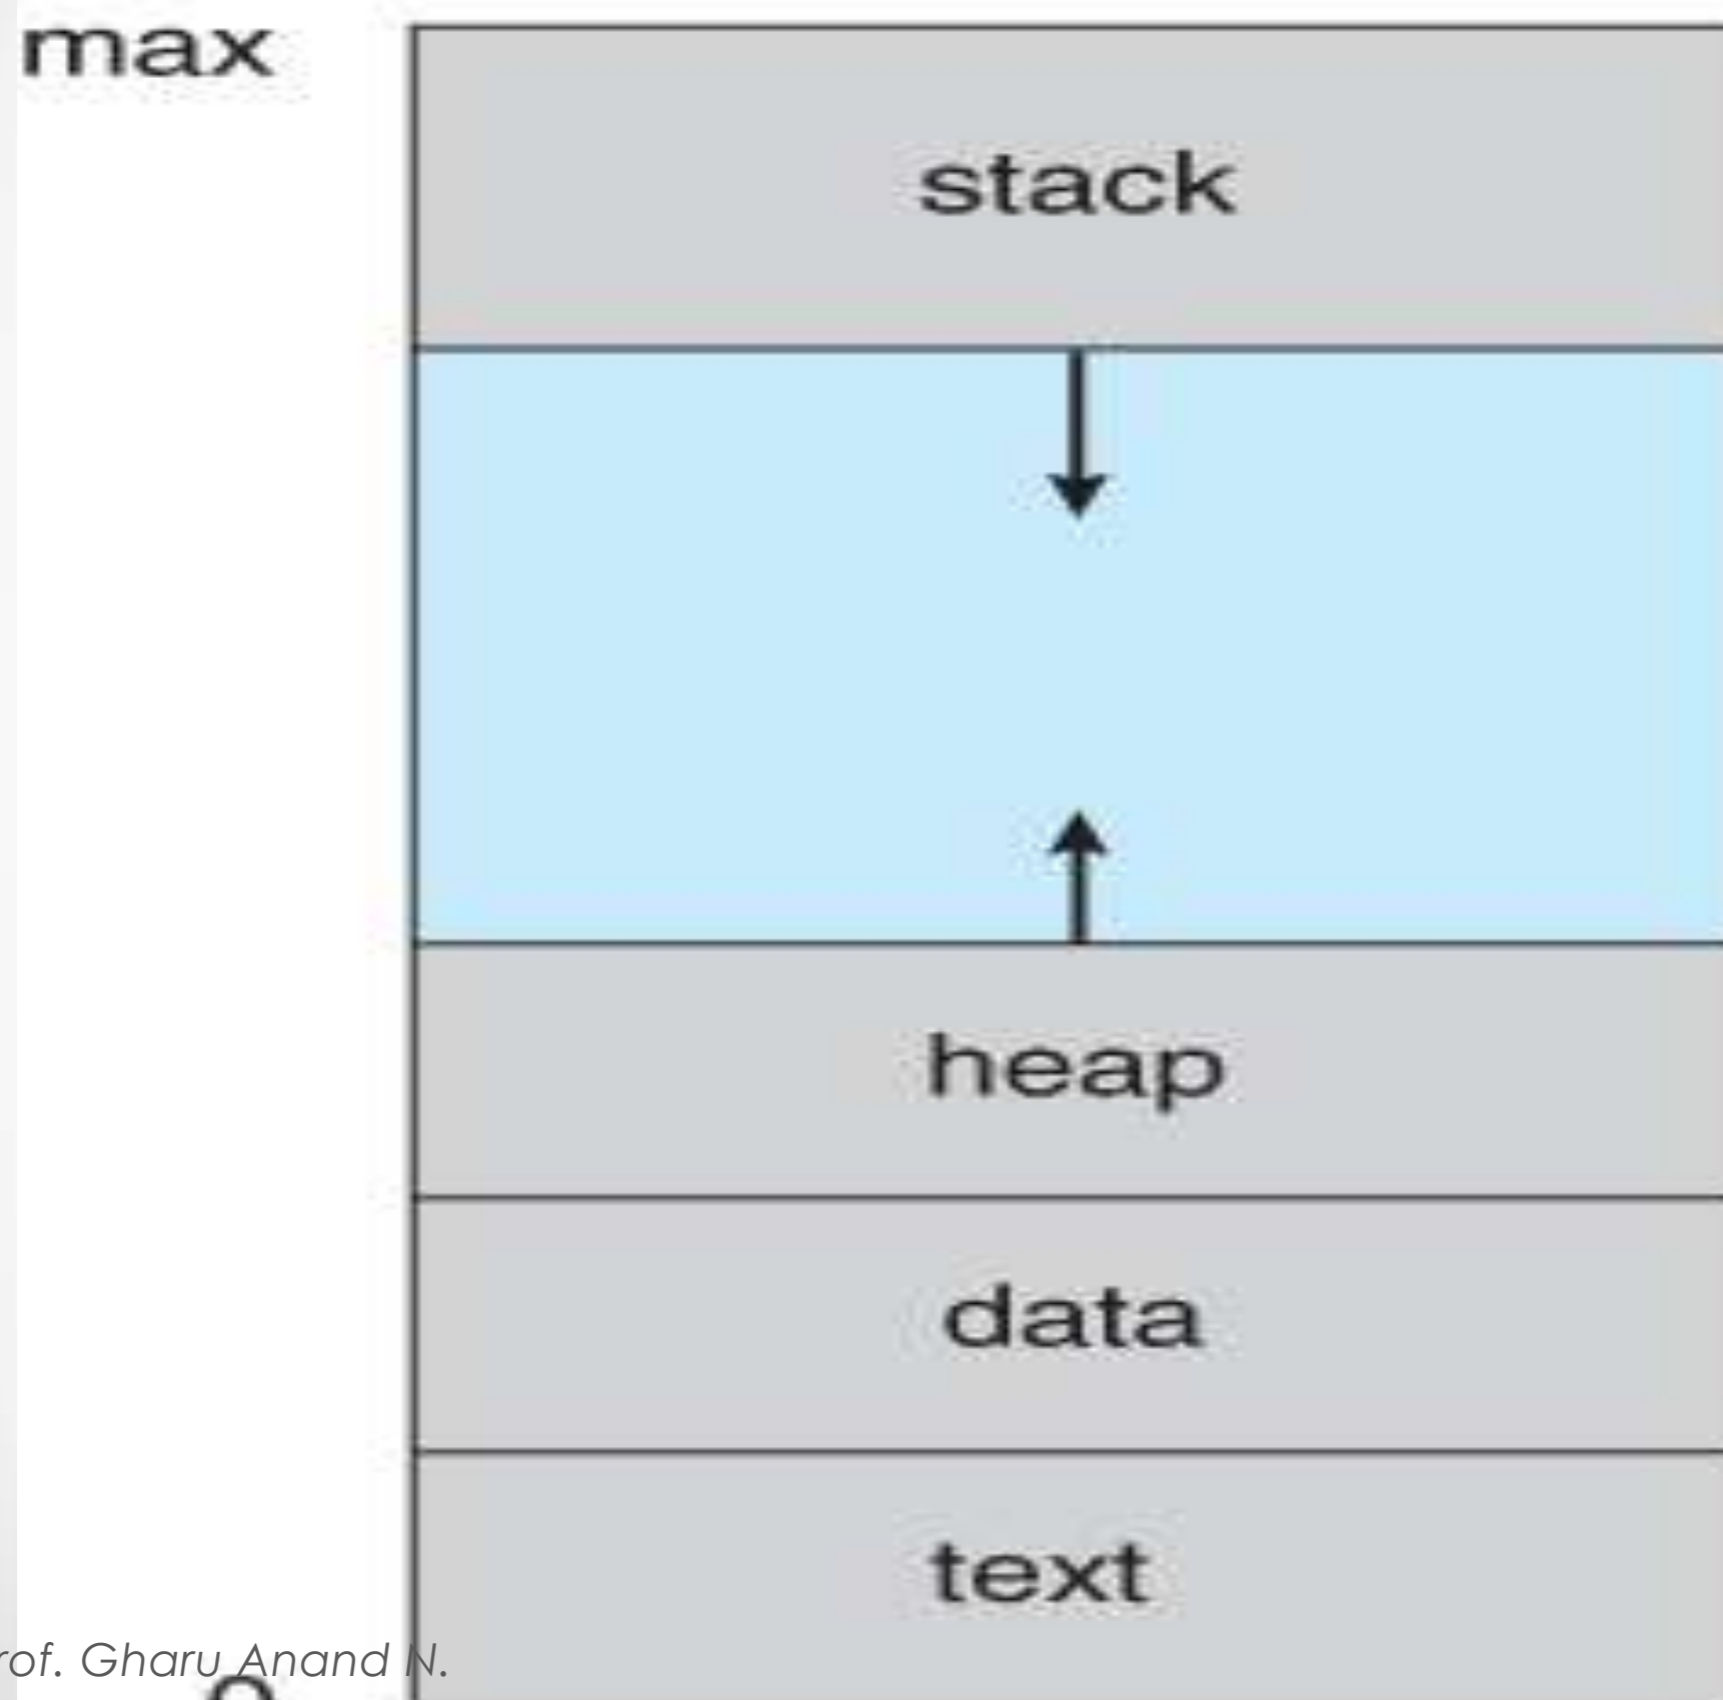 max
stack
heap
data
text
rof. Gharu Anand N.